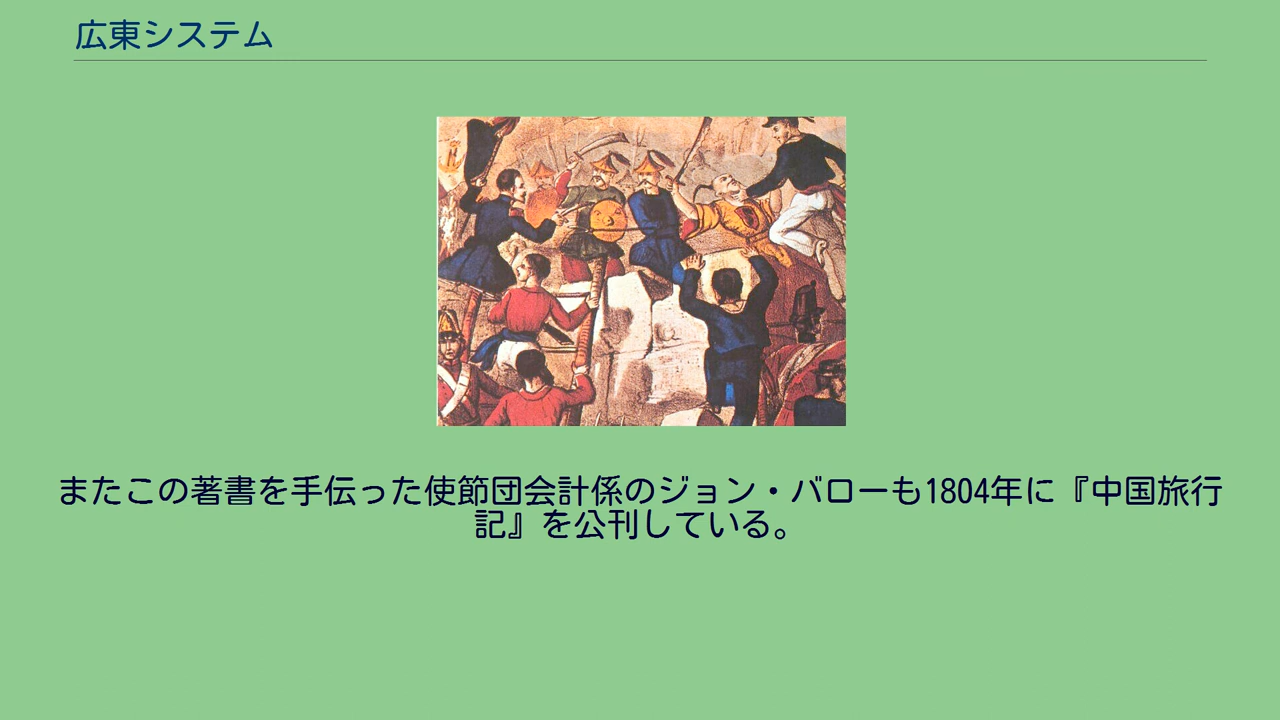 広東システム
またこの著書を手伝った使節団会計係のジョン・バローも1804年に『中国旅行
記』を公刊している。